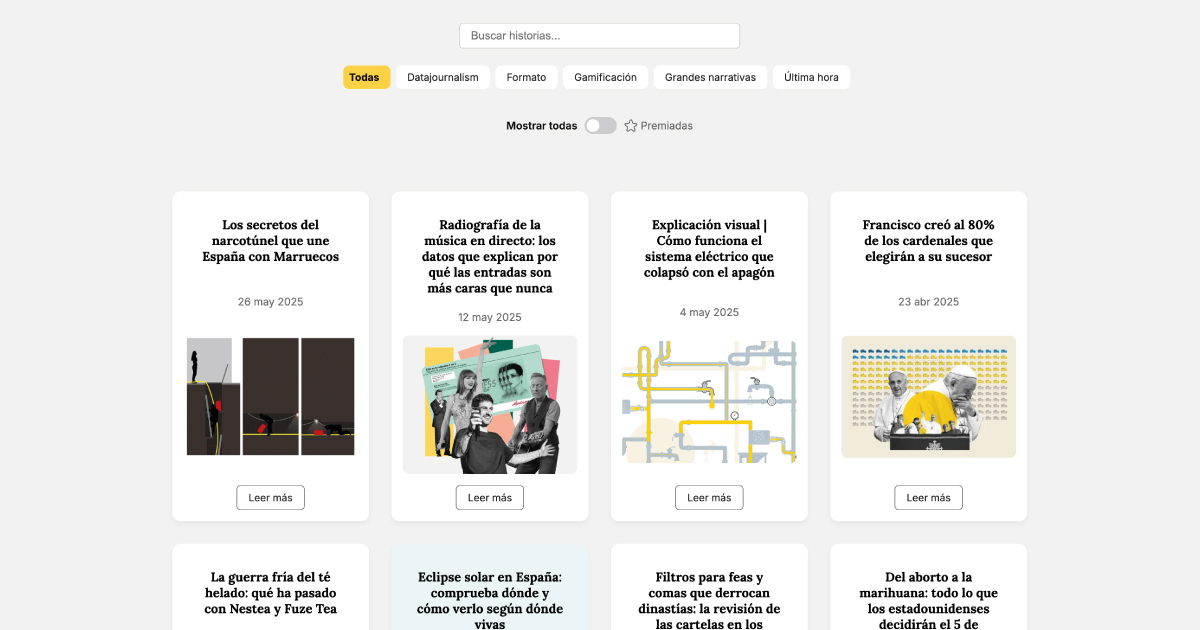 Buscar historias...
Todas
Datajournalism
Formato
Gamificación
Grandes narrativas
Última hora
Mostrar todas
Premiadas
Los secretos del
narcotúnel que une
España con Marruecos
26 may 2025
Leer más
Radiografía de la
música en directo: los
datos que explican por
qué las entradas son
más caras que nunca
12 may 2025
Leer más
Explicación visual |
Cómo funciona el
sistema eléctrico que
colapsó con el apagón
4 may 2025
Leer más
Francisco creó al 80%
de los cardenales que
elegirán a su sucesor
23 abr 2025
Leer más
La guerra fría del té
helado: qué ha pasado
con Nestea y Fuze Tea
Eclipse solar en España:
comprueba dónde y
cómo verlo según dónde
vivas
Filtros para feas y
comas que derrocan
dinastías: la revisión de
las cartelas en los
Del aborto a la
marihuana: todo lo que
los estadounidenses
decidirán el 5 de